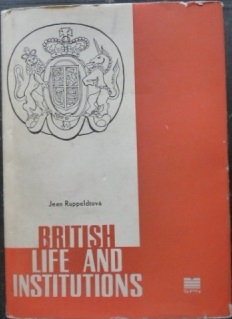 Jean Ruppeldtova
BRITISH
LIFE AND
INSTITUTIONS